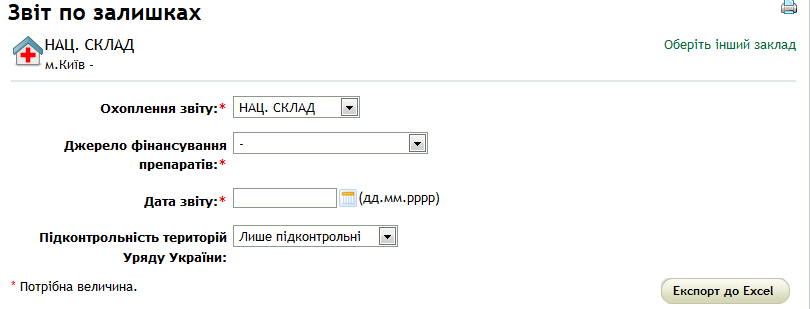 Звіт по залишках
НАЦ. СКЛАД
м.Київ -
Оберіть інший заклад
Охоплення звіту:* НАЦ. СКЛАД
Джерело фінансування
препаратів:* -
Дата звіту:* (дд.мм.рррр)
Підконтрольність територій
Уряду України: Лише підконтрольні
* Потрібна величина.
Експорт до Excel